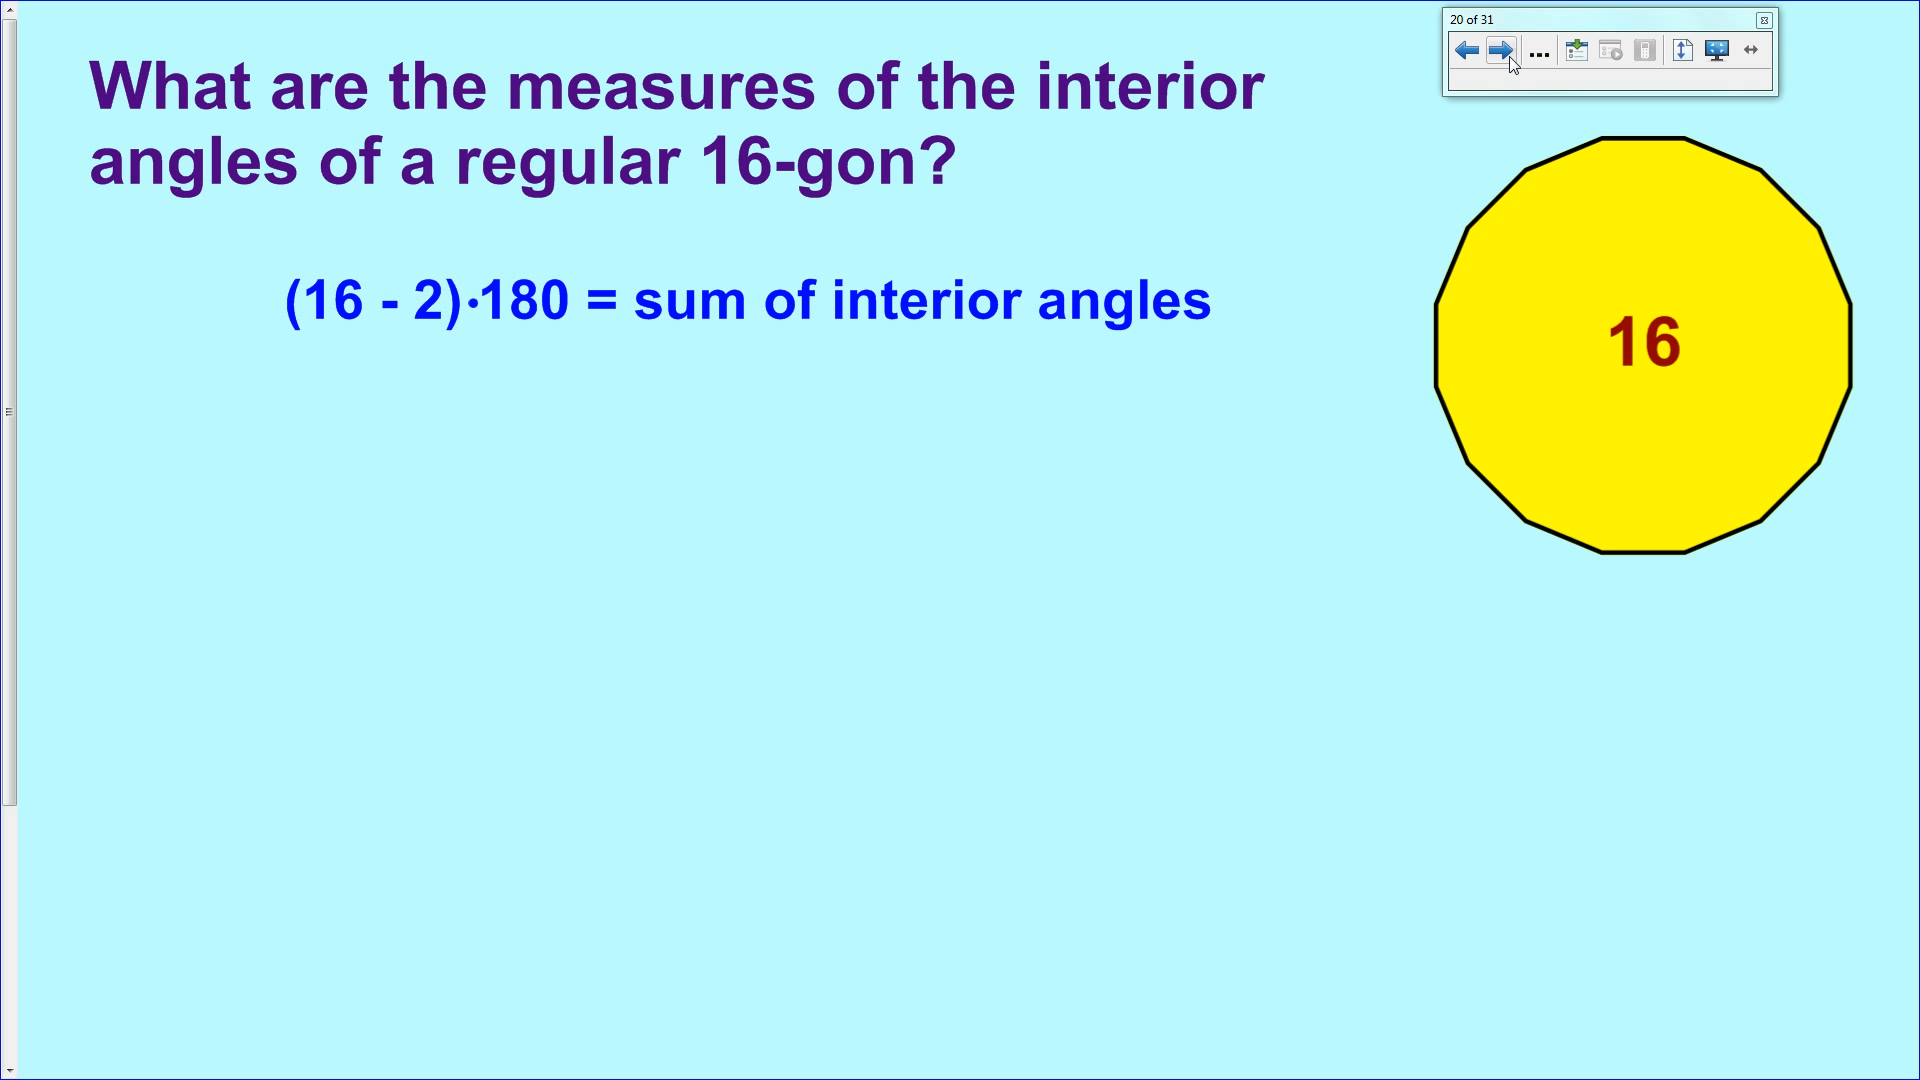 20 of 31
What are the measures of the interior
angles of a regular 16-gon?
(16 - 2)·180 = sum of interior angles
16